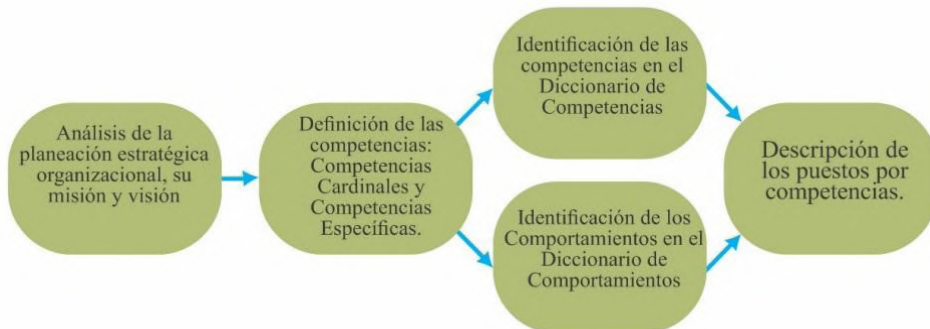 Análisis de la
planeación estratégica
organizacional, su
misión y visión
Definición de las
competencias:
Competencias
Cardinales y
Competencias
Específicas.
Identificación de las
competencias en el
Diccionario de
Competencias
Identificación de los
Comportamientos en el
Diccionario de
Comportamientos
Descripción de
los puestos por
competencias.